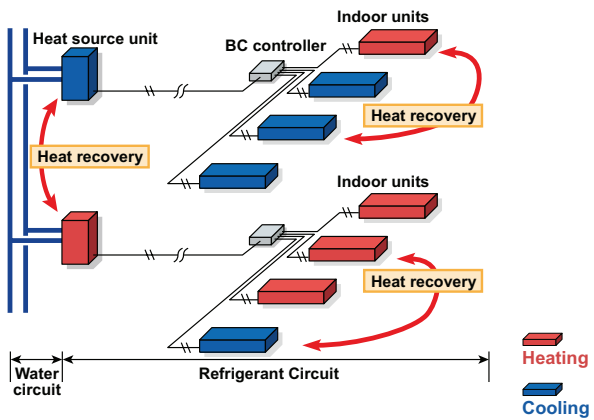 Indoor units
Heat source unit
BC controller
Heat recovery
Heat recovery
Indoor units
Heat recovery
Water
circuit
Refrigerant Circuit
Heating
Cooling